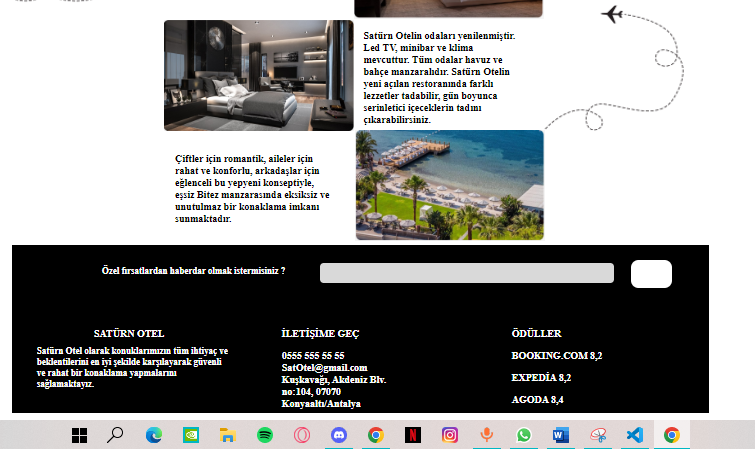 Satürn Otelin odaları yenilenmiştir.
Led TV, minibar ve klima
mevcuttur. Tüm odalar havuz ve
bahçe manzaralıdır. Satürn Otelin
yeni açılan restoranında farklı
lezzetler tadabilir, gün boyunca
serinletici içeceklerin tadını
çıkarabilirsiniz.
Çiftler için romantik, aileler için
rahat ve konforlu, arkadaşlar için
eğlenceli bu yepyeni konseptiyle,
eşsiz Bitez manzarasında eksiksiz ve
unutulmaz bir konaklama imkanı
sunmaktadır.
Özel fırsatlardan haberdar olmak istermisiniz ?
SATÜRN OTEL
Satürn Otel olarak konuklarımızın tüm ihtiyaç ve
beklentilerini en iyi şekilde karşılayarak güvenli
ve rahat bir konaklama yapmalarını
sağlamaktayız.
İLETİŞİME GEÇ
0555 555 55 55
SatOtel@gmail.com
Kuşkavağı, Akdeniz Blv.
no:104, 07070
Konyaaltı/Antalya
ÖDÜLLER
BOOKING.COM 8,2
EXPEDİA 8,2
AGODA 8,4